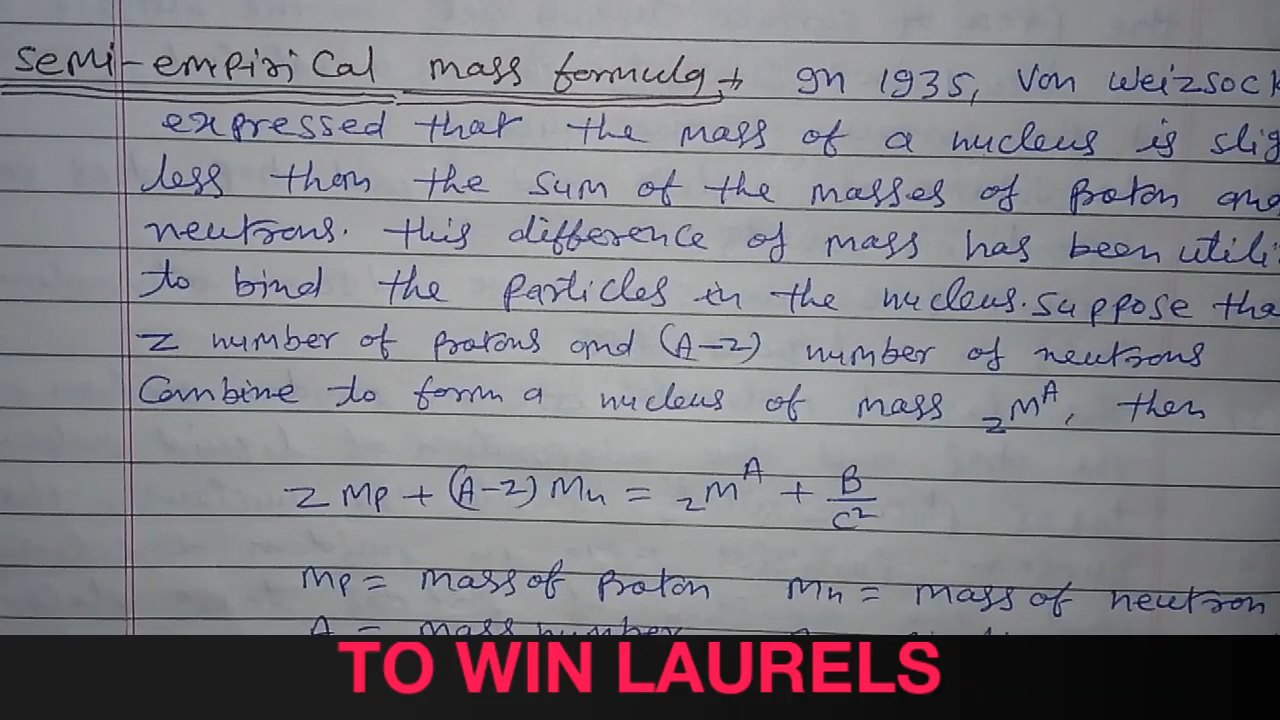 semi-empirical mass formula → In 1935, Von Weizsock
expressed that the mass of a nucleus is slig
less than the sum of the masses of Proton and
neutrons. this difference of mass has been utili
to bind the particles in the nucleus. suppose tha
Z number of protons and (A-Z) number of neutrons
Combine to form a nucleus of mass ZM^A, then
Z Mp + (A-Z) Mn = ZM^A + B/C²
Mp = mass of Proton Mn = mass of neutron
A = mass number
TO WIN LAURELS